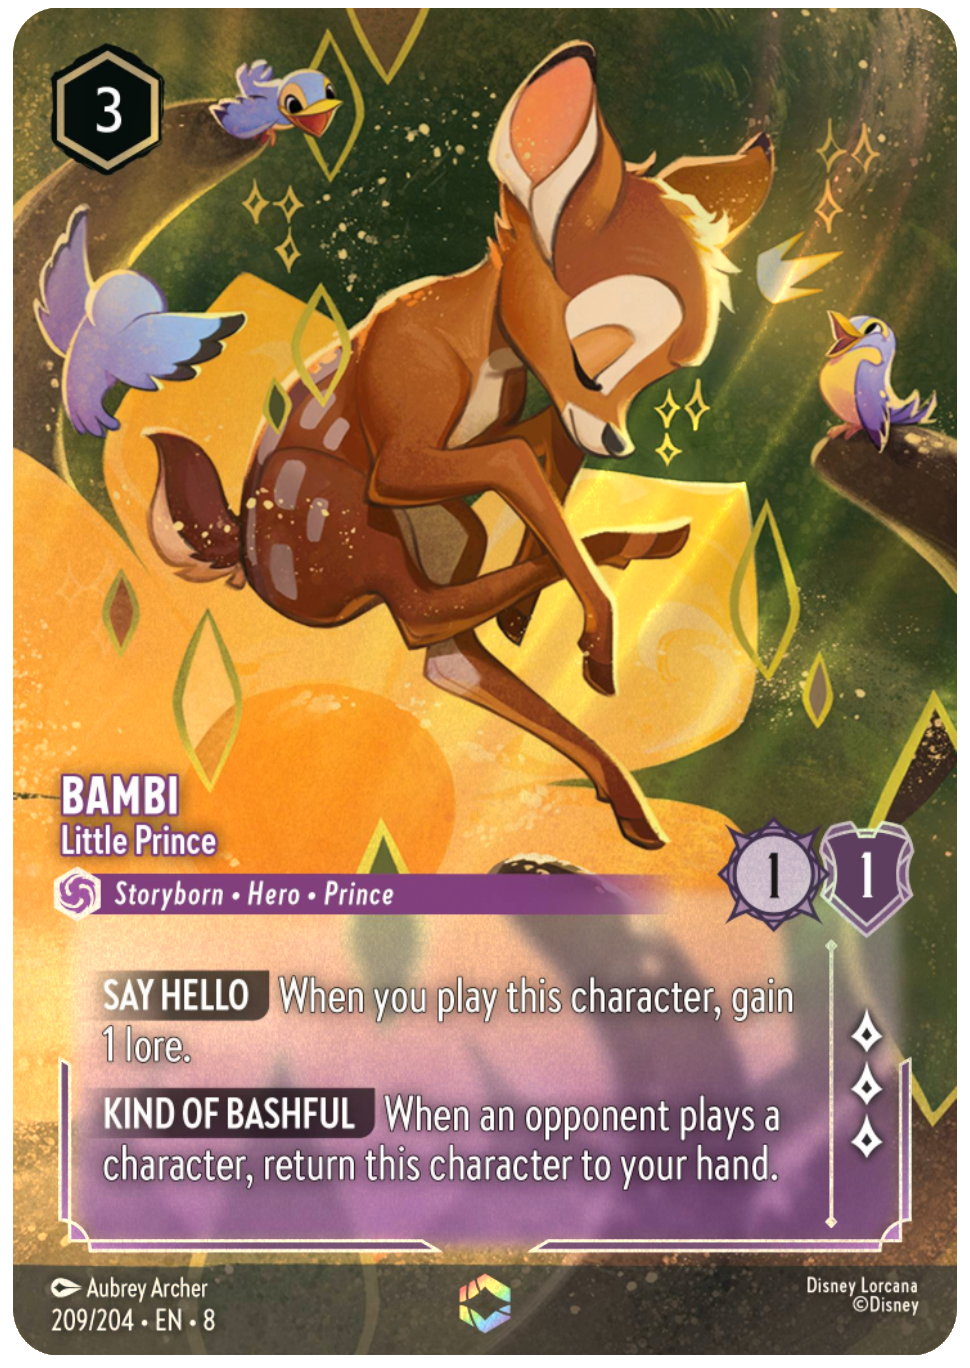 3
BAMBI
Little Prince
Storyborn • Hero • Prince
1 1
SAY HELLO When you play this character, gain
1 lore.
KIND OF BASHFUL When an opponent plays a
character, return this character to your hand.
Aubrey Archer
209/204 • EN • 8
Disney Lorcana
©Disney